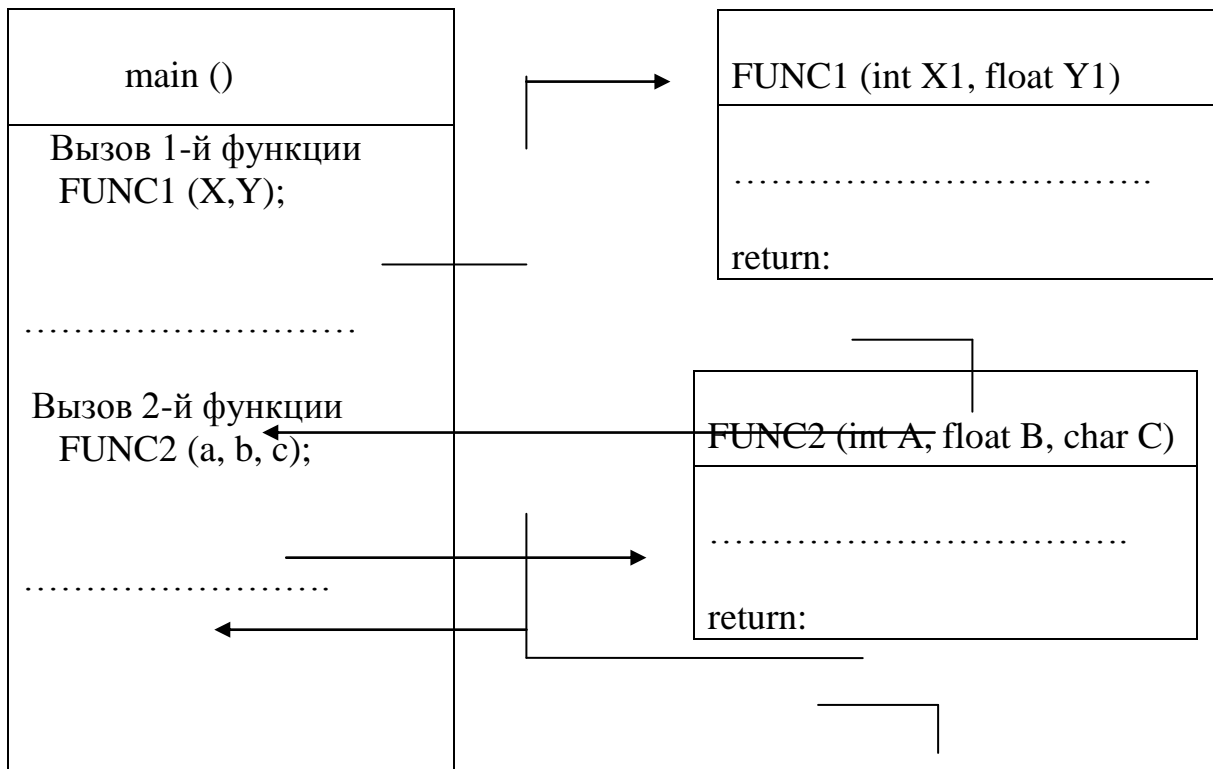 main ()
Вызов 1-й функции
FUNC1 (X,Y);
………………………
Вызов 2-й функции
FUNC2 (a, b, c);
…………………….
FUNC1 (int X1, float Y1)
…………………………….
return:
FUNC2 (int A, float B, char C)
…………………………….
return: